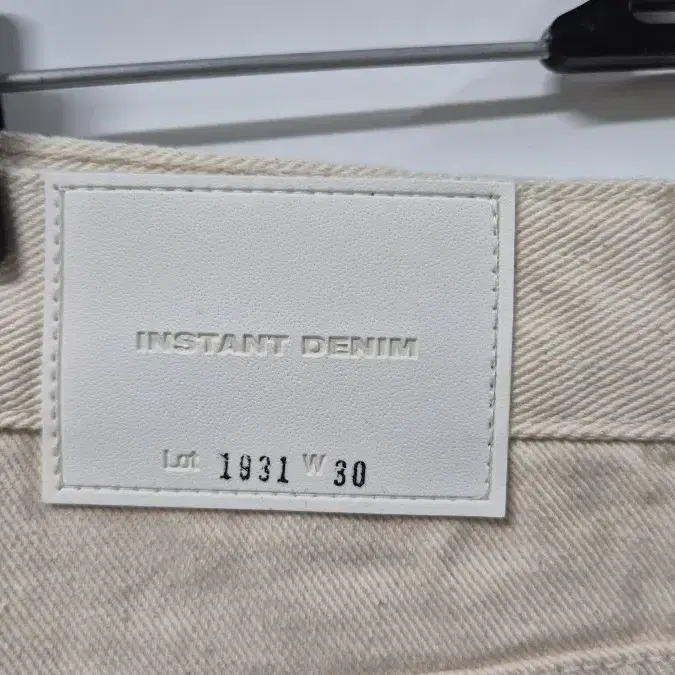 INSTANT DENIM
Lot 1931 W 30